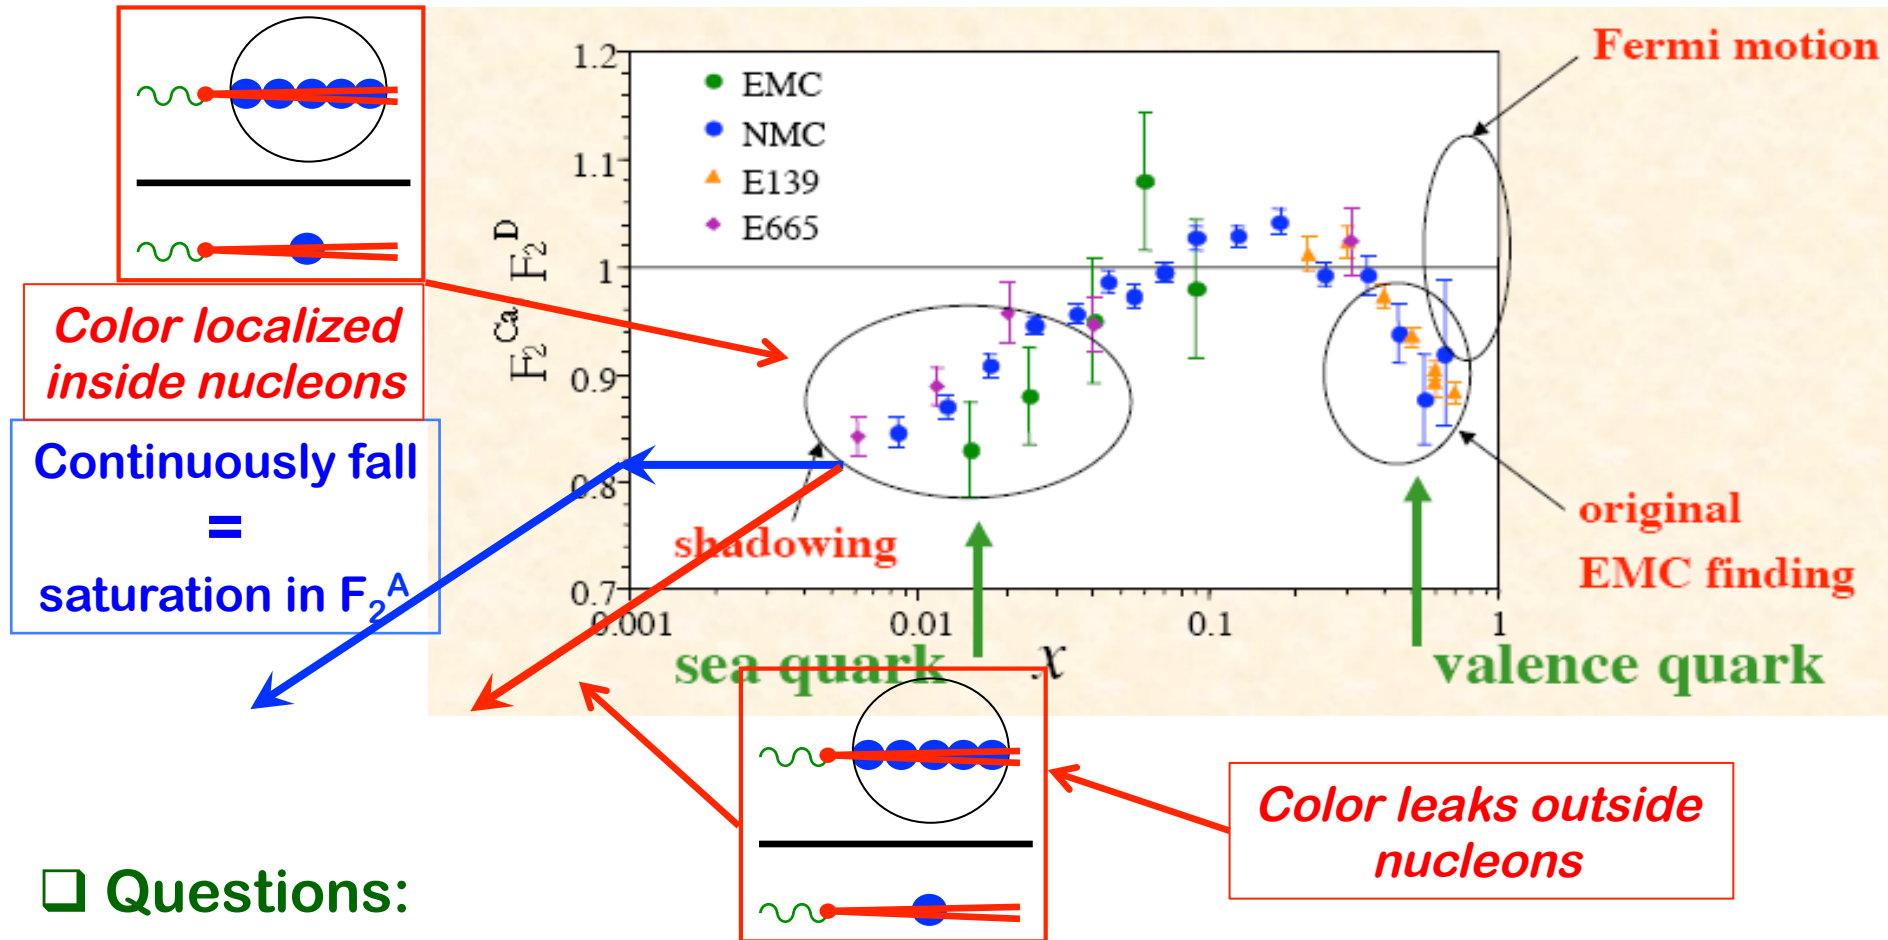 Fermi motion
1.2
1.1
1
0.9
0.8
0.7
EMC
NMC
E139
E665
F₂ᶜᵃ F₂ᴰ
Color localized
inside nucleons
Continuously fall
=
saturation in F₂ᴬ
shadowing
original
EMC finding
0.001
0.01
0.1
1
sea quark
x
valence quark
Color leaks outside
nucleons
❑ Questions: